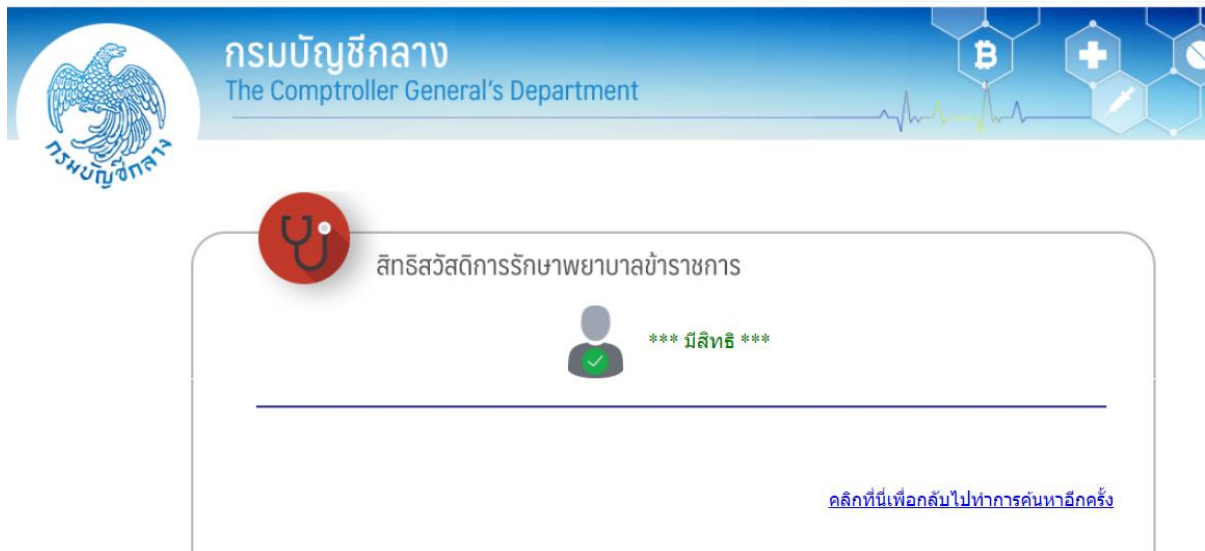 กรมบัญชีกลาง
The Comptroller General's Department
กรมบัญชีกลาง
สิทธิสวัสดิการรักษาพยาบาลข้าราชการ
*** มีสิทธิ ***
คลิกที่นี่เพื่อกลับไปทำการค้นหาอีกครั้ง